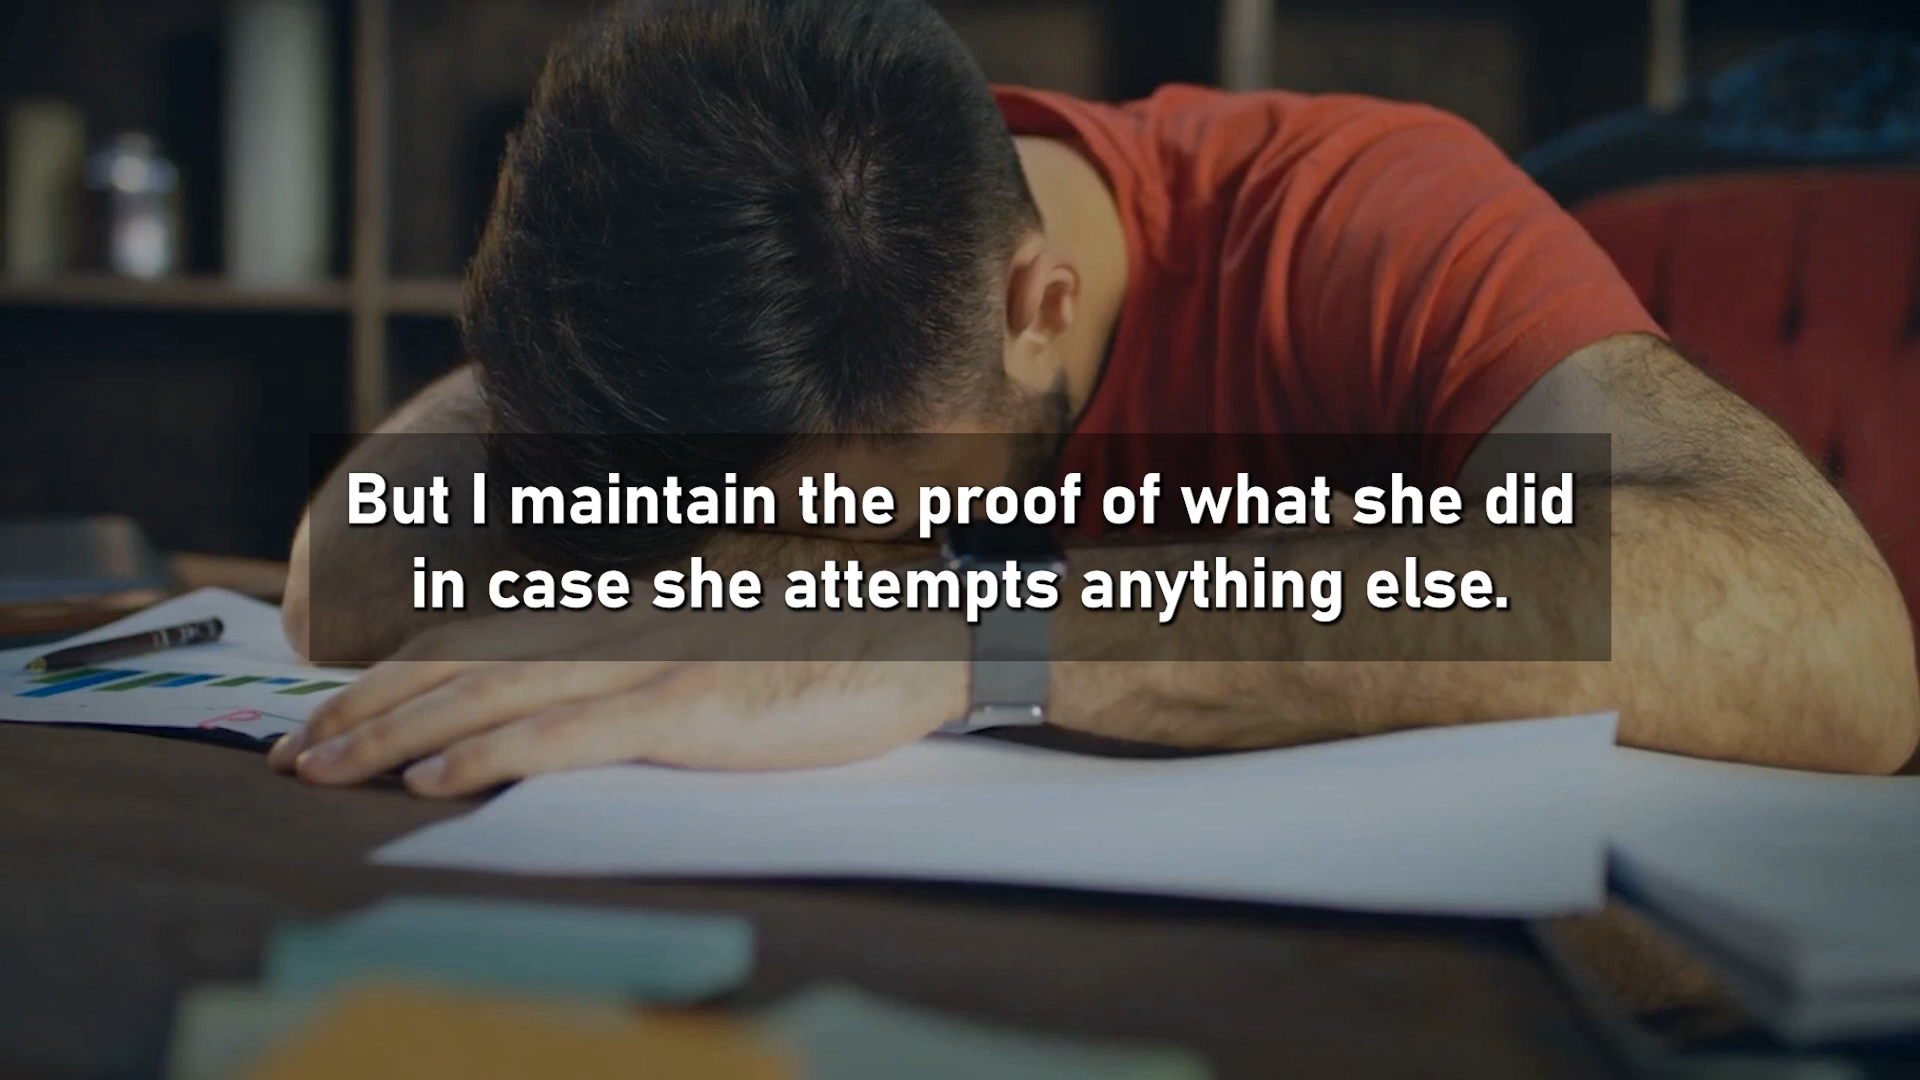 But I maintain the proof of what she did
in case she attempts anything else.